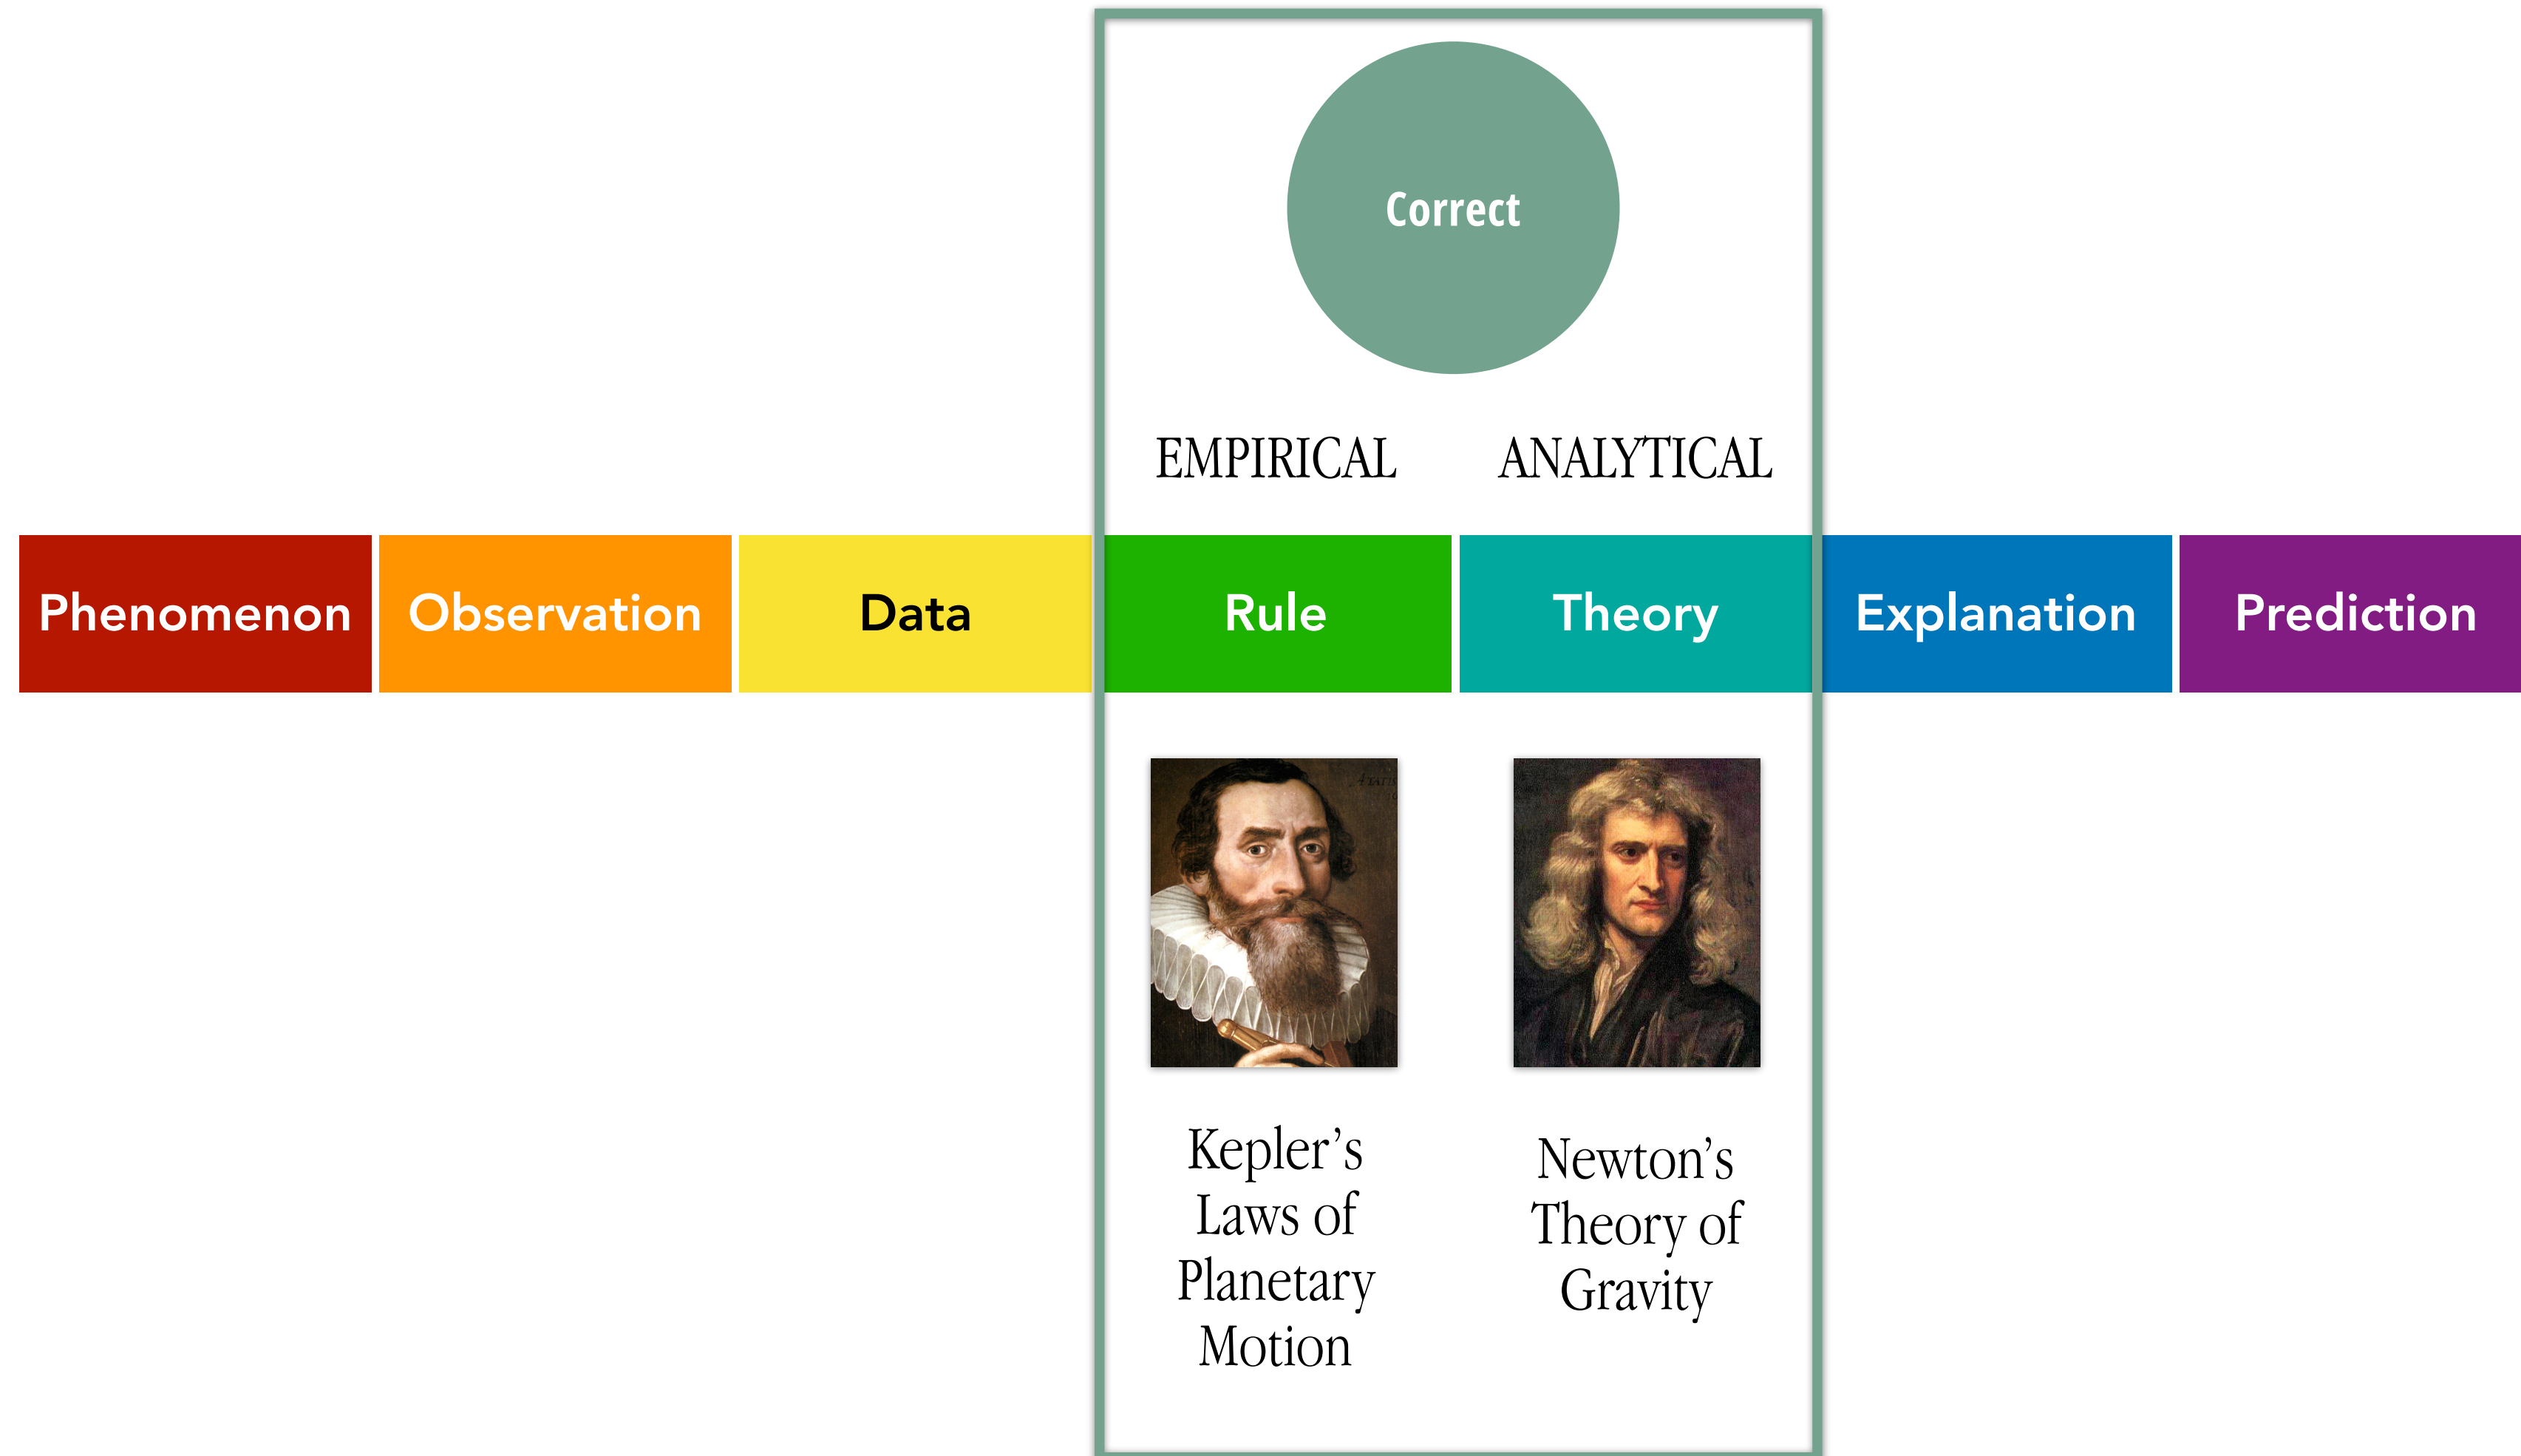 Correct
EMPIRICAL ANALYTICAL
Phenomenon Observation Data Rule Theory Explanation Prediction
Kepler’s
Laws of
Planetary
Motion
Newton’s
Theory of
Gravity